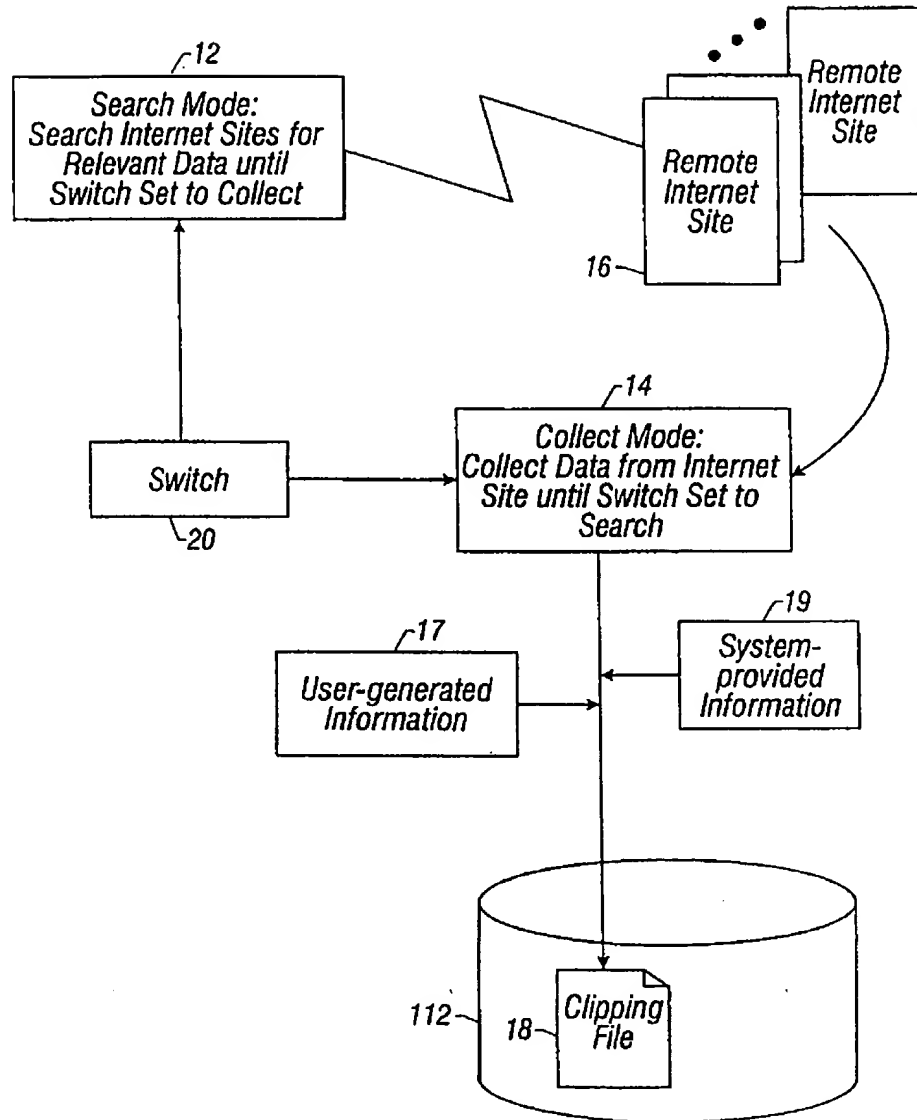 12
Search Mode:
Search Internet Sites for
Relevant Data until
Switch Set to Collect
Remote
Internet
Site
Remote
Internet
Site
16
14
Collect Mode:
Collect Data from Internet
Site until Switch Set to
Search
Switch
20
17
User-generated
Information
19
System-
provided
Information
112
18
Clipping
File